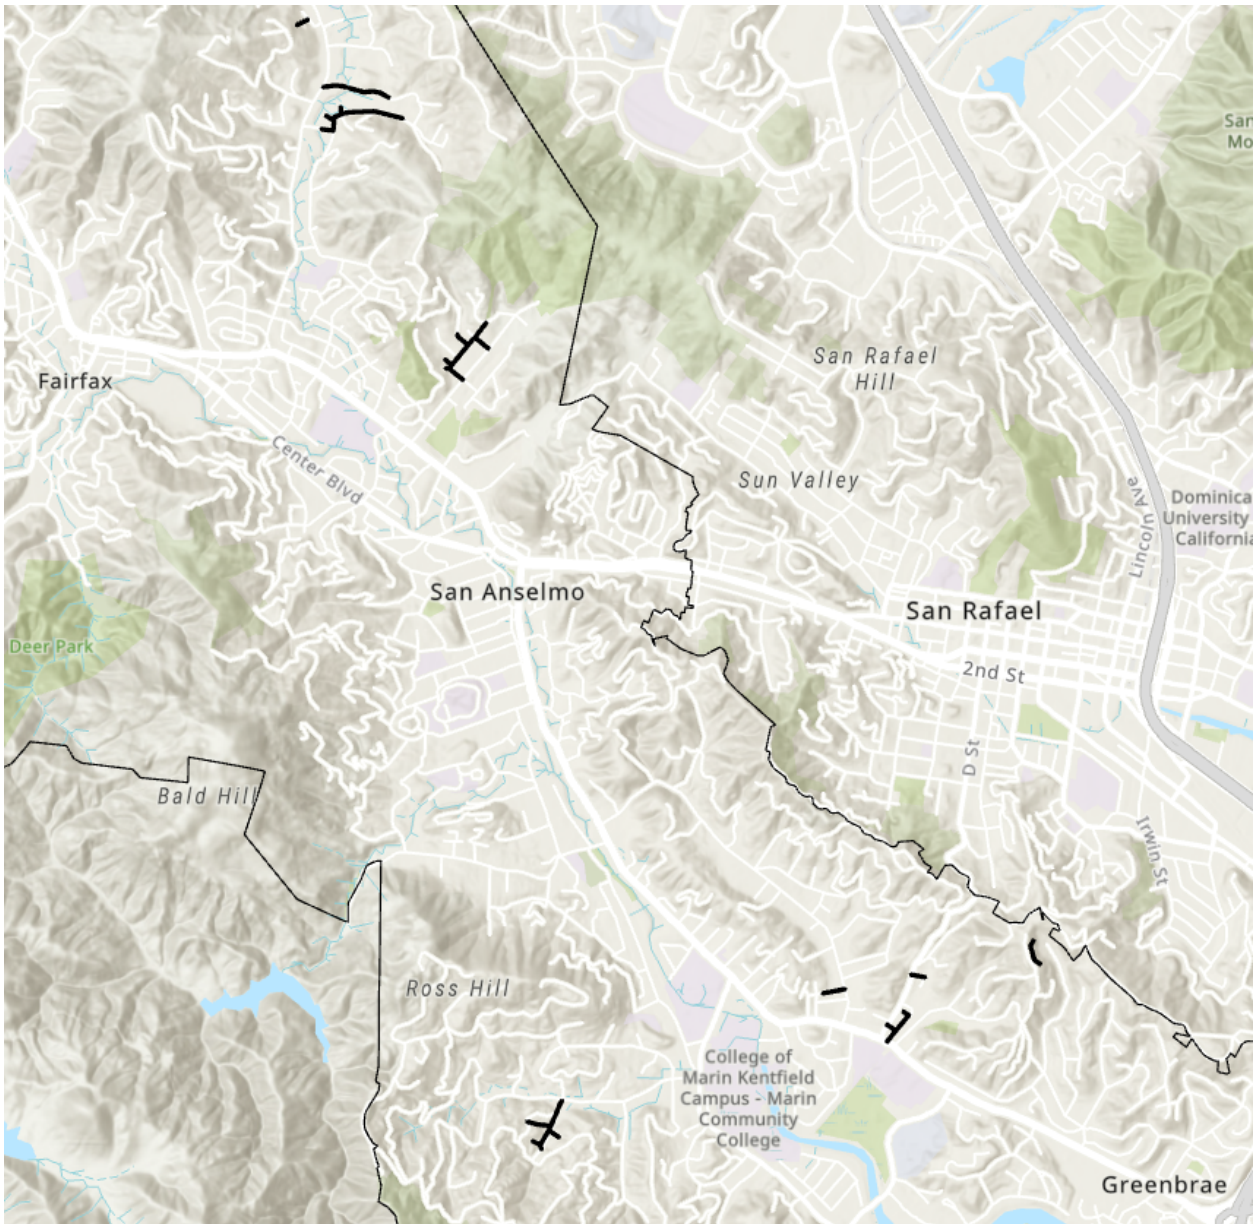 San
Mo
San Rafael
Hill
Fairfax
Center Blvd
Sun Valley
Lincoln Ave
Dominica
University
California
San Anselmo
San Rafael
Deer Park
2nd St
D St
Bald Hill
Irwin St
Ross Hill
College of
Marin Kentfield
Campus - Marin
Community
College
Greenbrae